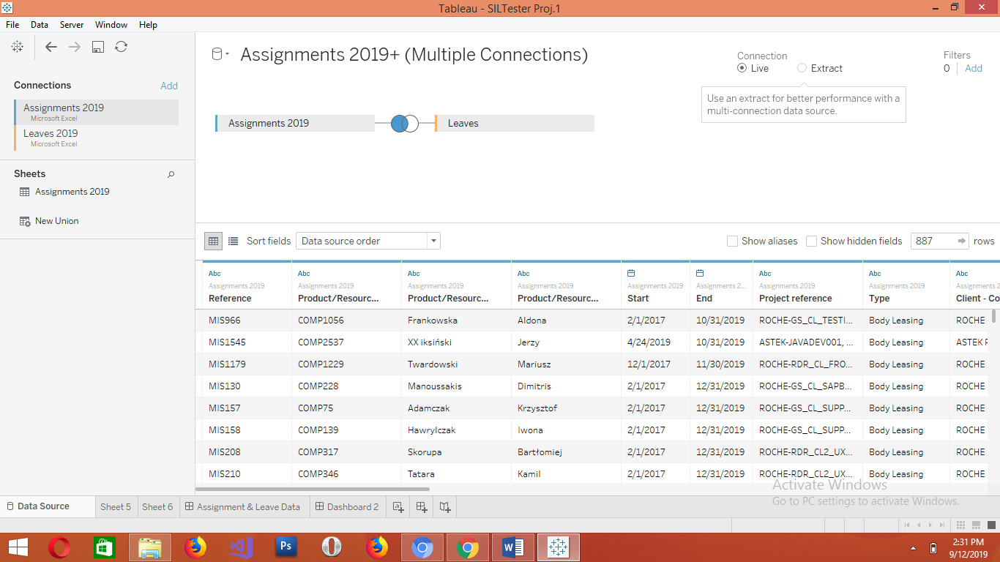 Tableau - SILTester Proj.1
File Data Server Window Help
Assignments 2019+ (Multiple Connections)
Connection
Live Extract
Filters
0 Add
Use an extract for better performance with a
multi-connection data source.
Connections Add
Assignments 2019
Microsoft Excel
Leaves 2019
Microsoft Excel
Assignments 2019 Leaves
Sheets
Assignments 2019
New Union
Sort fields Data source order Show aliases Show hidden fields 887 rows
Abc Abc Abc Abc Abc Abc Abc
Assignments 2019 Assignments 2019 Assignments 2019 Assignments 2019 Assignments 2019 Assignments 2... Assignments 2019 Assignments 2019 Assignments 2
Reference Product/Resourc... Product/Resourc... Product/Resourc... Start End Project reference Type Client - Co
MIS966 COMP1056 Frankowska Aldona 2/1/2017 10/31/2019 ROCHE-GS_CL_TESTI... Body Leasing ROCHE
MIS1545 COMP2537 XX iksiński Jerzy 4/24/2019 10/31/2019 ASTEK-JAVADEV001, ... Body Leasing ASTEK
MIS1179 COMP1229 Twardowski Mariusz 12/1/2017 11/30/2019 ROCHE-RDR_CL_FRO... Body Leasing ROCHE
MIS130 COMP228 Manoussakis Dimitris 2/1/2017 12/31/2019 ROCHE-GS_CL_SAPB... Body Leasing ROCHE
MIS157 COMP75 Adamczak Krzysztof 2/1/2017 12/31/2019 ROCHE-GS_CL_SUPP... Body Leasing ROCHE
MIS158 COMP139 Hawrylczak Iwona 2/1/2017 12/31/2019 ROCHE-GS_CL_SUPP... Body Leasing ROCHE
MIS208 COMP317 Skorupa Bartłomiej 2/1/2017 12/31/2019 ROCHE-RDR_CL2_UX... Body Leasing ROCHE
MIS210 COMP346 Tatara Kamil 2/1/2017 12/31/2019 ROCHE-RDR_CL2_UX... Body Leasing ROCHE
Activate Windows
Go to PC settings to activate Windows.
Data Source Sheet 5 Sheet 6 Assignment & Leave Data Dashboard 2
Ps
2:31 PM
9/12/2019